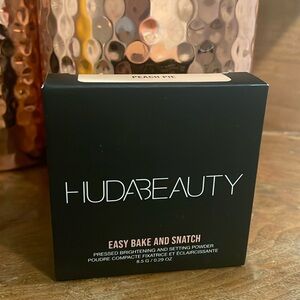 PEACH PIE
HUDABEAUTY
EASY BAKE AND SNATCH
PRESSED BRIGHTENING AND SETTING POWDER
POUDRE COMPACTE FIXATRICE ET ÉCLAIRCISSANTE
8.5 G / 0.29 OZ